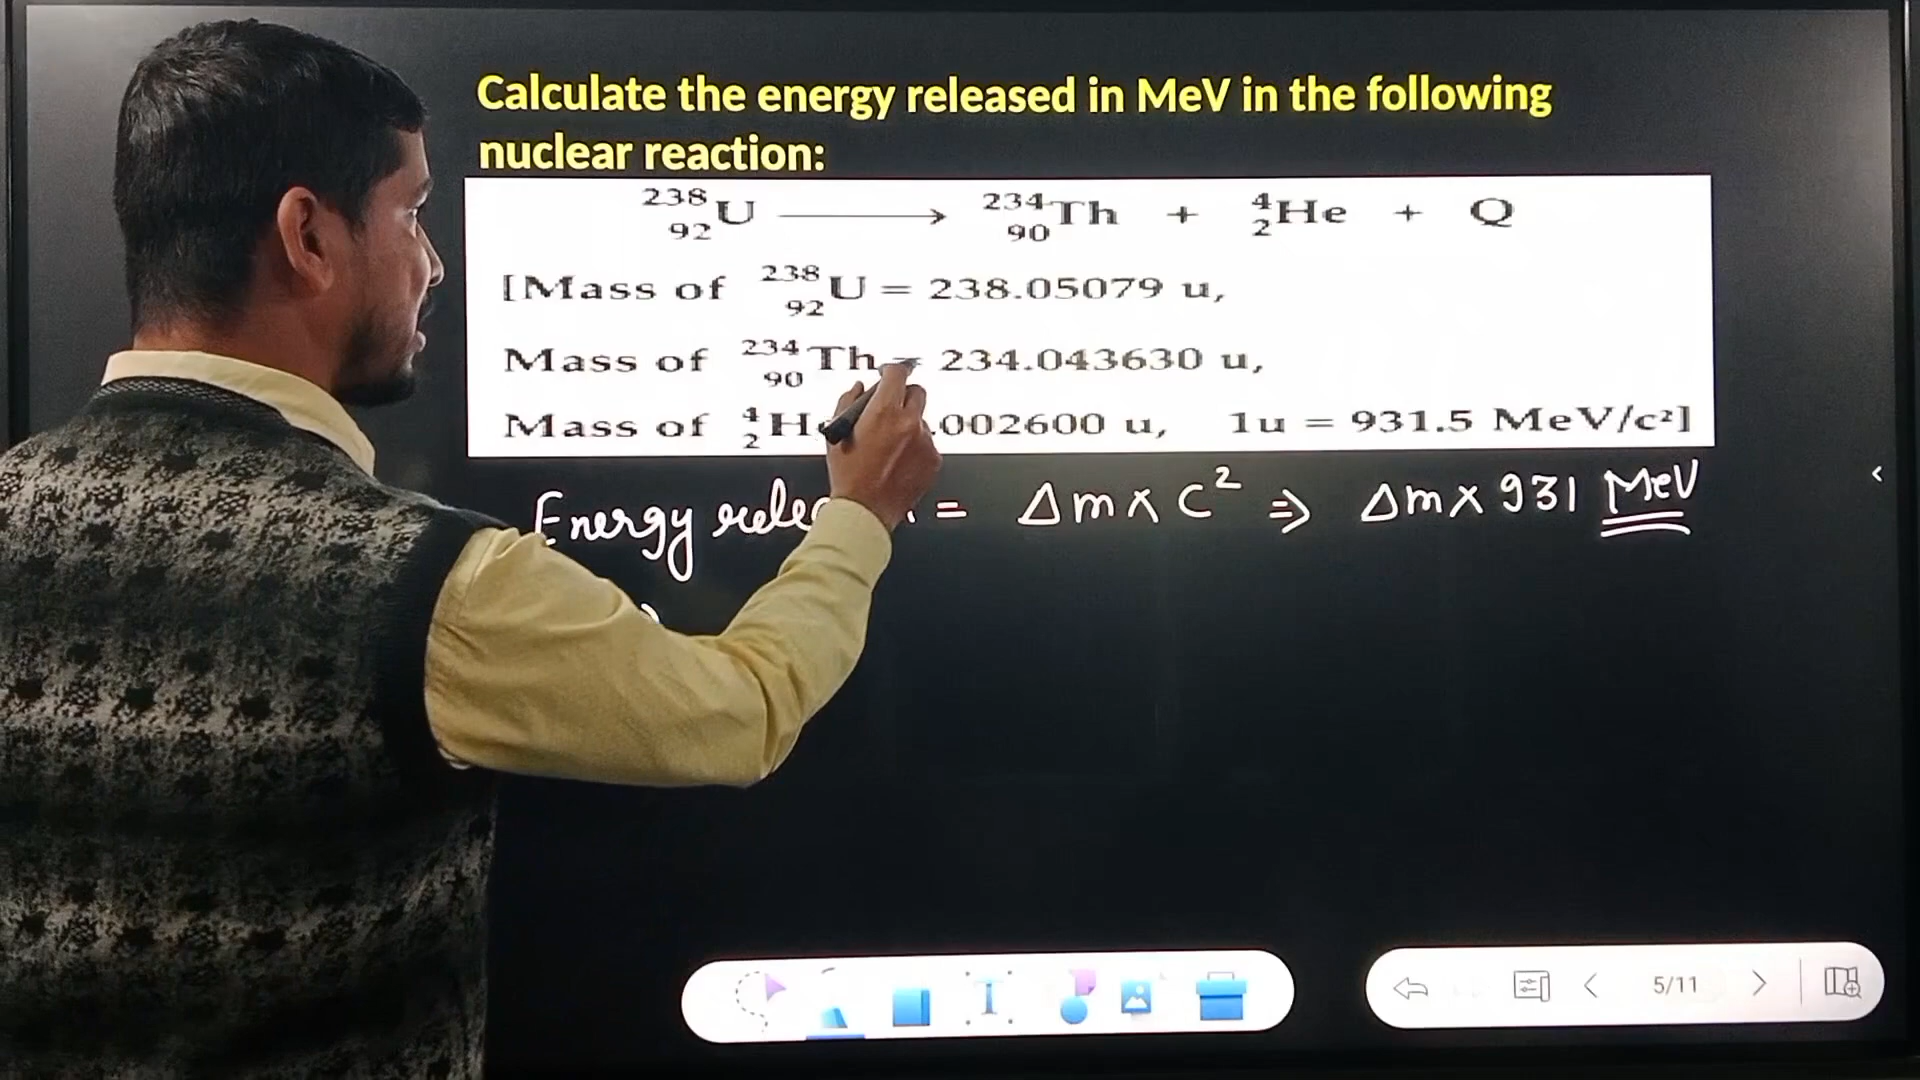 Calculate the energy released in MeV in the following
nuclear reaction:
²³⁸₉₂U ⟶ ²³⁴₉₀Th + ⁴₂He + Q
[Mass of ²³⁸₉₂U = 238.05079 u,
Mass of ²³⁴₉₀Th = 234.043630 u,
Mass of ⁴₂He .002600 u, 1u = 931.5 MeV/c²]
Energy = Δm × C² ⇒ Δm × 931 MeV
T
5/11